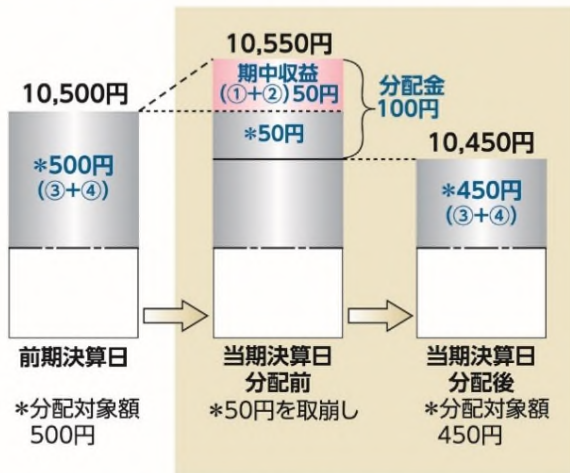 10,500円
*500円
(③+④)
前期決算日
*分配対象額
500円
10,550円
期中収益
(①+②)50円
*50円
分配金
100円
当期決算日
分配前
*50円を取崩し
10,450円
*450円
(③+④)
当期決算日
分配後
*分配対象額
450円